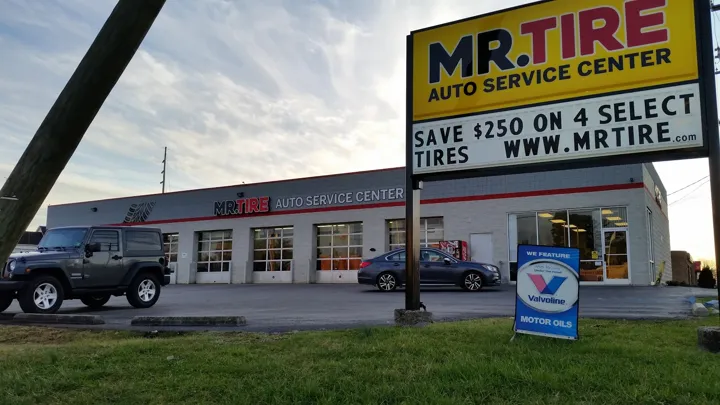 MR.TIRE
AUTO SERVICE CENTER
SAVE $250 ON 4 SELECT
TIRES WWW.MRTIRE.com
MR.TIRE AUTO SERVICE CENTER
WE FEATURE
Valvoline
MOTOR OILS